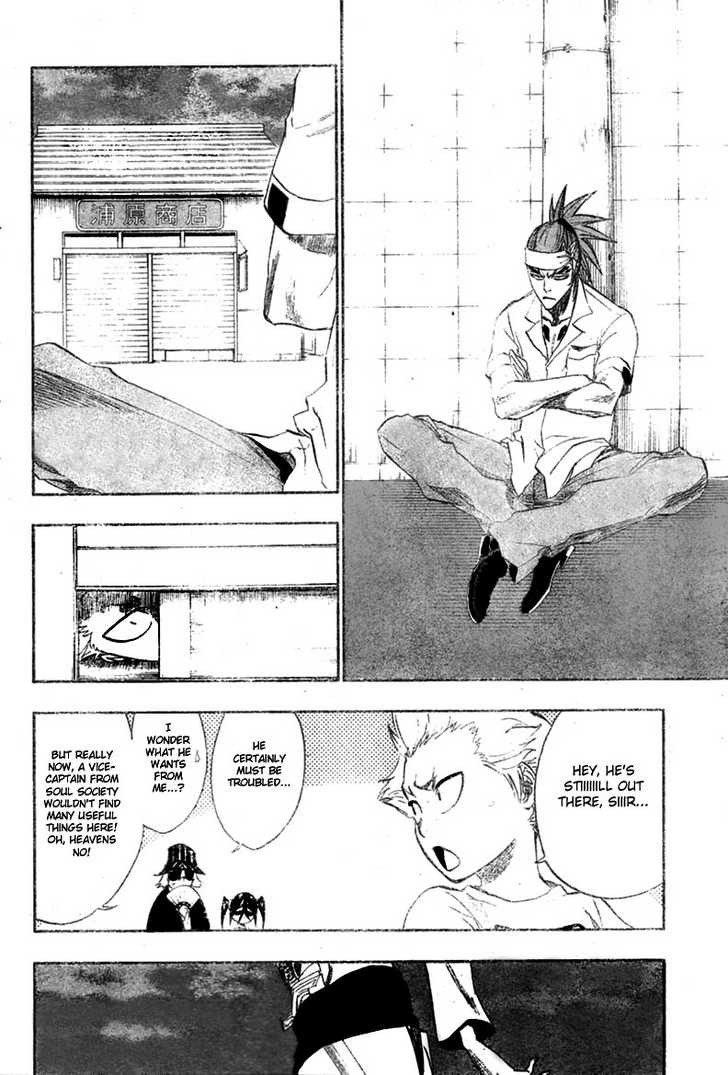 浦原商店
HEY, HE'S
STIIIIIILL OUT
THERE, SIIIR...
HE
CERTAINLY
MUST BE
TROUBLED...
I
WONDER
WHAT HE
WANTS
FROM
ME...?
BUT REALLY
NOW, A VICE-
CAPTAIN FROM
SOUL SOCIETY
WOULDN'T FIND
MANY USEFUL
THINGS HERE!
OH, HEAVENS
NO!